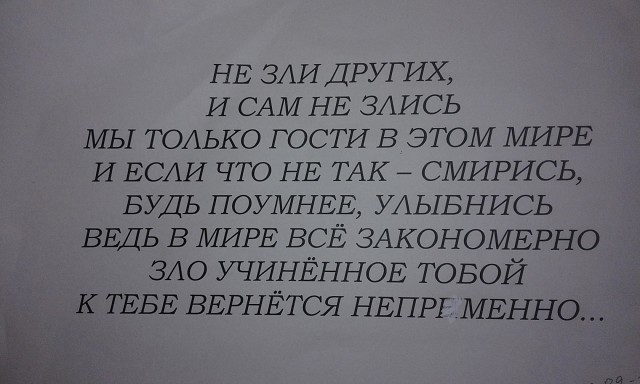 НЕ ЗЛИ ДРУГИХ,
И САМ НЕ ЗЛИСЬ
МЫ ТОЛЬКО ГОСТИ В ЭТОМ МИРЕ
И ЕСЛИ ЧТО НЕ ТАК – СМИРИСЬ,
БУДЬ ПОУМНЕЕ, УЛЫБНИСЬ
ВЕДЬ В МИРЕ ВСЁ ЗАКОНОМЕРНО
ЗЛО УЧИНЁННОЕ ТОБОЙ
К ТЕБЕ ВЕРНЁТСЯ НЕПРЕМЕННО...